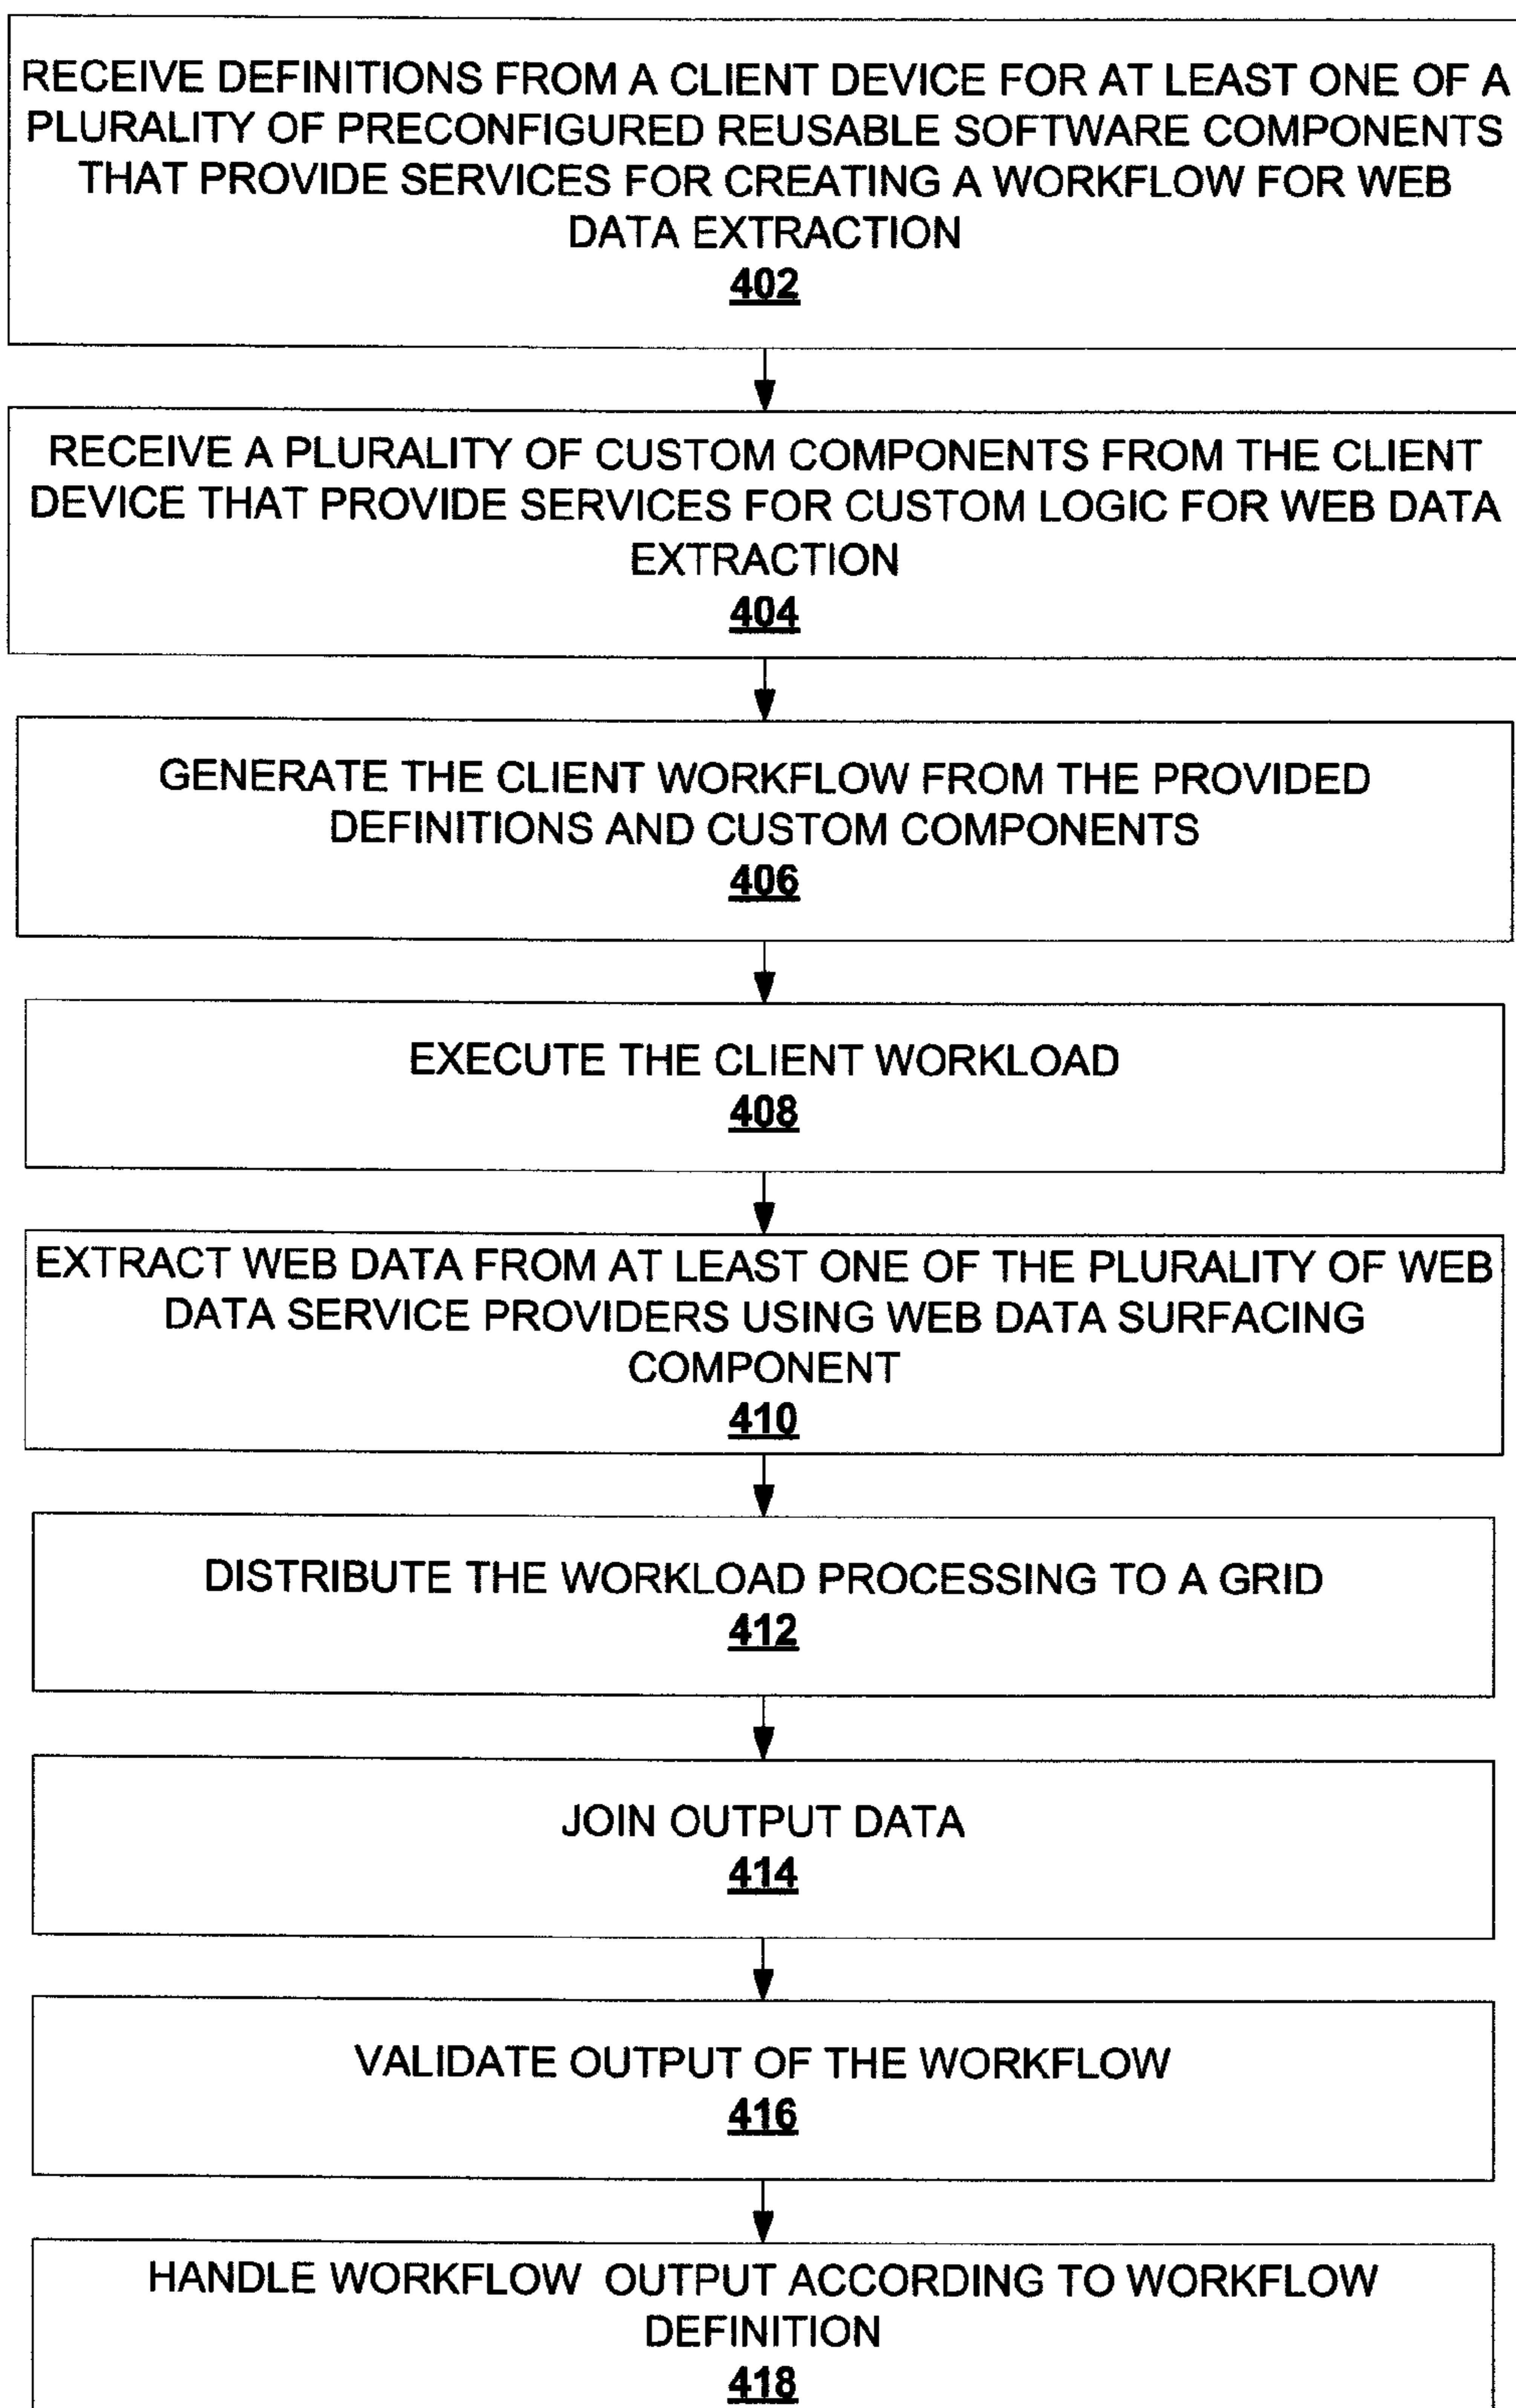 RECEIVE DEFINITIONS FROM A CLIENT DEVICE FOR AT LEAST ONE OF A
PLURALITY OF PRECONFIGURED REUSABLE SOFTWARE COMPONENTS
THAT PROVIDE SERVICES FOR CREATING A WORKFLOW FOR WEB
DATA EXTRACTION
402
RECEIVE A PLURALITY OF CUSTOM COMPONENTS FROM THE CLIENT
DEVICE THAT PROVIDE SERVICES FOR CUSTOM LOGIC FOR WEB DATA
EXTRACTION
404
GENERATE THE CLIENT WORKFLOW FROM THE PROVIDED
DEFINITIONS AND CUSTOM COMPONENTS
406
EXECUTE THE CLIENT WORKLOAD
408
EXTRACT WEB DATA FROM AT LEAST ONE OF THE PLURALITY OF WEB
DATA SERVICE PROVIDERS USING WEB DATA SURFACING
COMPONENT
410
DISTRIBUTE THE WORKLOAD PROCESSING TO A GRID
412
JOIN OUTPUT DATA
414
VALIDATE OUTPUT OF THE WORKFLOW
416
HANDLE WORKFLOW OUTPUT ACCORDING TO WORKFLOW
DEFINITION
418